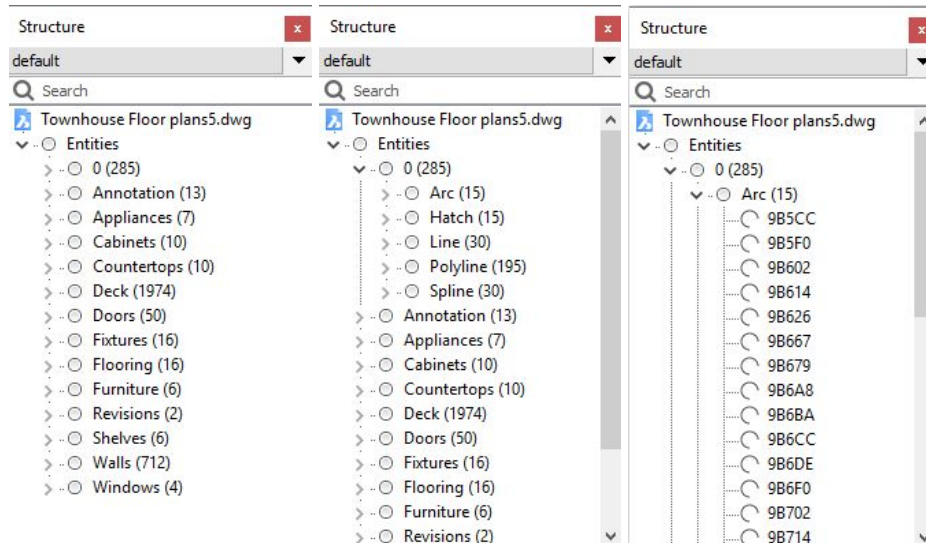 Structure
x
default
Search
Townhouse Floor plans5.dwg
Entities
0 (285)
Annotation (13)
Appliances (7)
Cabinets (10)
Countertops (10)
Deck (1974)
Doors (50)
Fixtures (16)
Flooring (16)
Furniture (6)
Revisions (2)
Shelves (6)
Walls (712)
Windows (4)
Structure
x
default
Search
Townhouse Floor plans5.dwg
Entities
0 (285)
Arc (15)
Hatch (15)
Line (30)
Polyline (195)
Spline (30)
Annotation (13)
Appliances (7)
Cabinets (10)
Countertops (10)
Deck (1974)
Doors (50)
Fixtures (16)
Flooring (16)
Furniture (6)
Revisions (2)
Structure
x
default
Search
Townhouse Floor plans5.dwg
Entities
0 (285)
Arc (15)
9B5CC
9B5F0
9B602
9B614
9B626
9B667
9B679
9B6A8
9B6BA
9B6CC
9B6DE
9B6F0
9B702
9B714